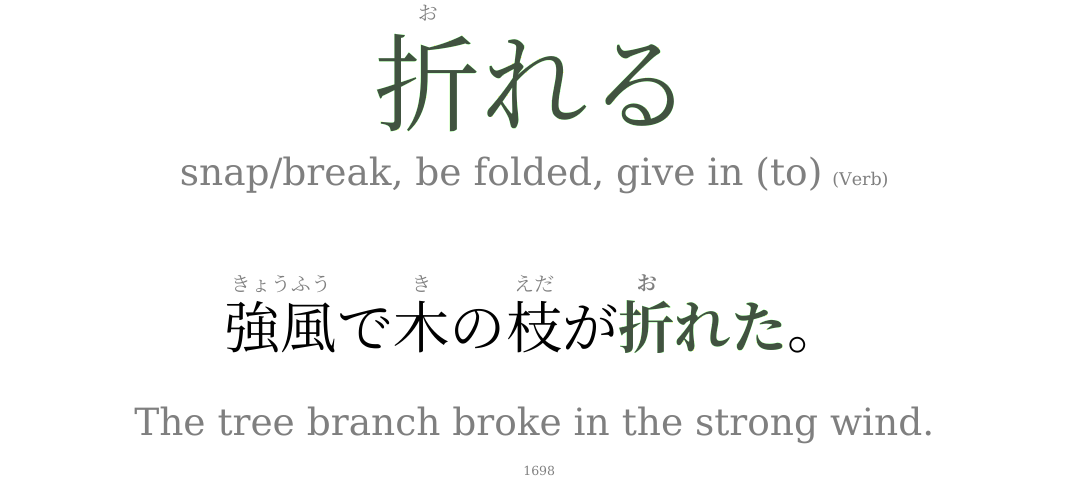 お
折れる
snap/break, be folded, give in (to) (Verb)
きょうふう き えだ お
強風で木の枝が折れた。
The tree branch broke in the strong wind.
1698